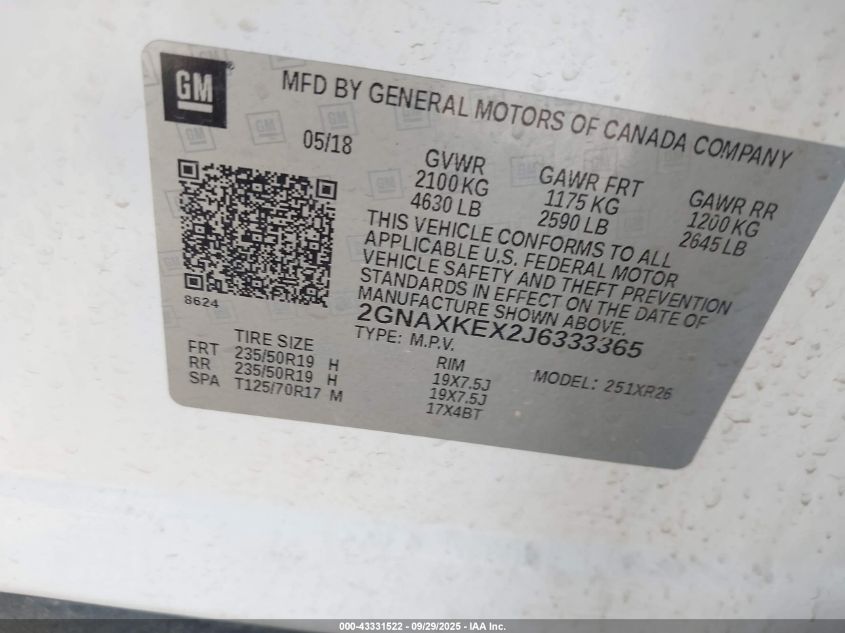 GM®
MFD BY GENERAL MOTORS OF CANADA COMPANY
05/18
GVWR
2100 KG
4630 LB
GAWR FRT
1175 KG
2590 LB
GAWR RR
1200 KG
2645 LB
THIS VEHICLE CONFORMS TO ALL
APPLICABLE U.S. FEDERAL MOTOR
VEHICLE SAFETY AND THEFT PREVENTION
STANDARDS IN EFFECT ON THE DATE OF
MANUFACTURE SHOWN ABOVE.
2GNAXKEX2J6333365
TYPE: M.P.V.
MODEL: 251XR26
8624
TIRE SIZE RIM
FRT 235/50R19 H 19X7.5J
RR 235/50R19 H 19X7.5J
SPA T125/70R17 M 17X4BT
000-43331522 - 09/29/2025 - IAA Inc.